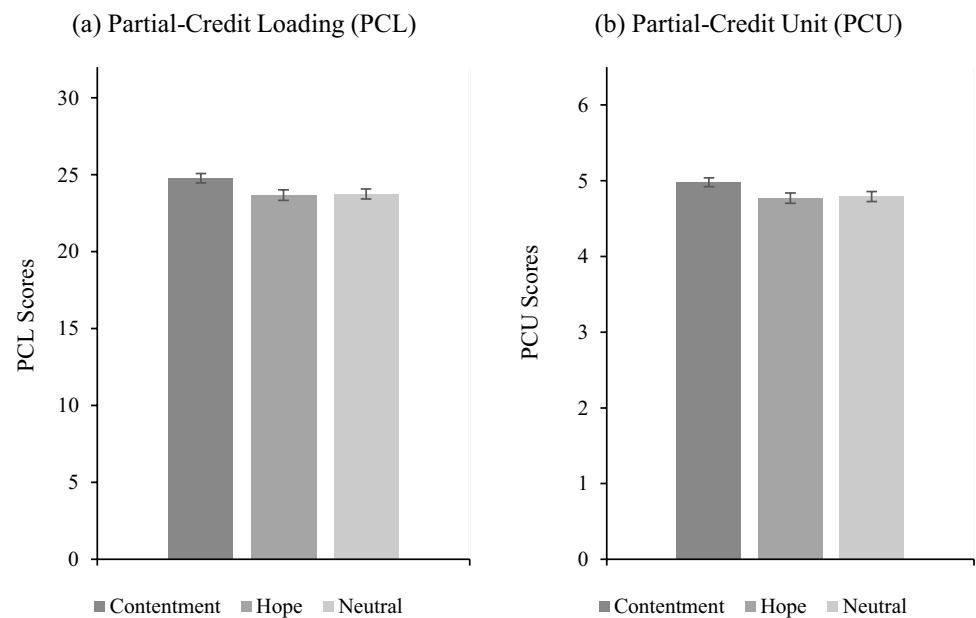 (a) Partial-Credit Loading (PCL)
PCL Scores
30
25
20
15
10
5
0
Contentment Hope Neutral
(b) Partial-Credit Unit (PCU)
PCU Scores
6
5
4
3
2
1
0
Contentment Hope Neutral